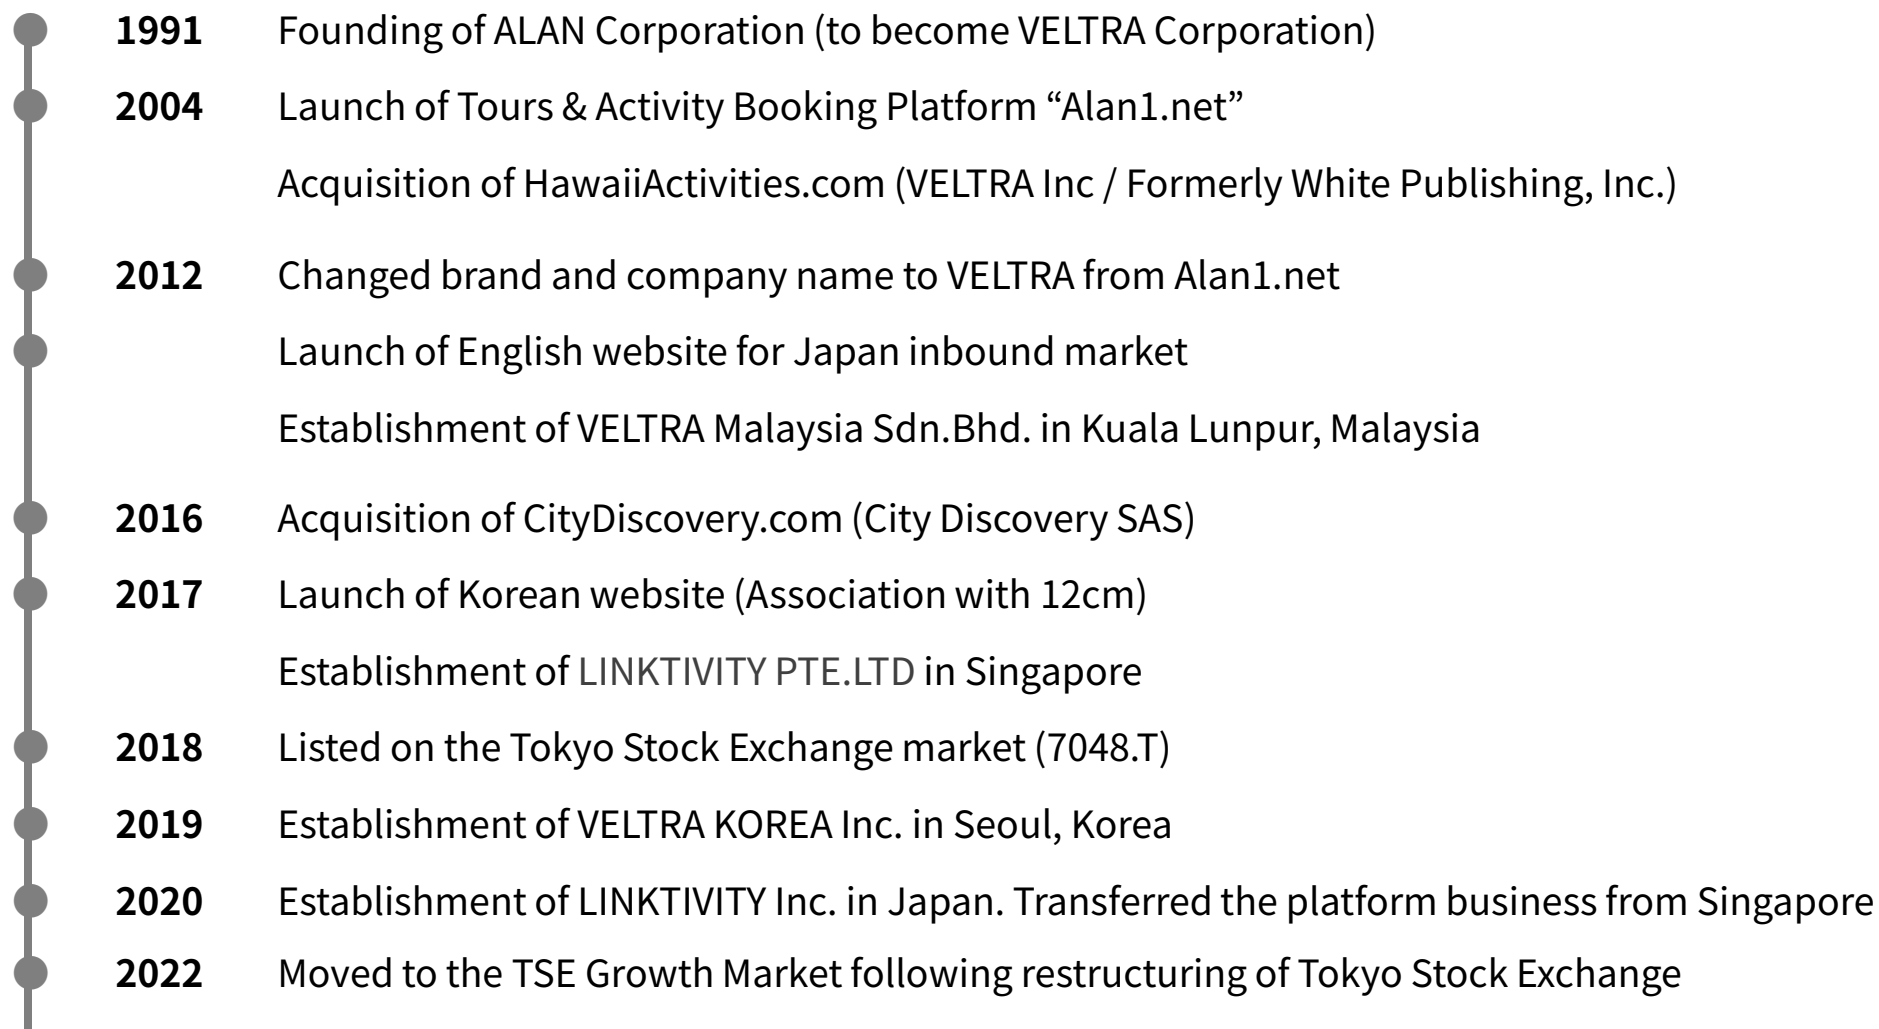 1991 Founding of ALAN Corporation (to become VELTRA Corporation)
2004 Launch of Tours & Activity Booking Platform “Alan1.net”
Acquisition of HawaiiActivities.com (VELTRA Inc / Formerly White Publishing, Inc.)
2012 Changed brand and company name to VELTRA from Alan1.net
Launch of English website for Japan inbound market
Establishment of VELTRA Malaysia Sdn.Bhd. in Kuala Lunpur, Malaysia
2016 Acquisition of CityDiscovery.com (City Discovery SAS)
2017 Launch of Korean website (Association with 12cm)
Establishment of LINKTIVITY PTE.LTD in Singapore
2018 Listed on the Tokyo Stock Exchange market (7048.T)
2019 Establishment of VELTRA KOREA Inc. in Seoul, Korea
2020 Establishment of LINKTIVITY Inc. in Japan. Transferred the platform business from Singapore
2022 Moved to the TSE Growth Market following restructuring of Tokyo Stock Exchange